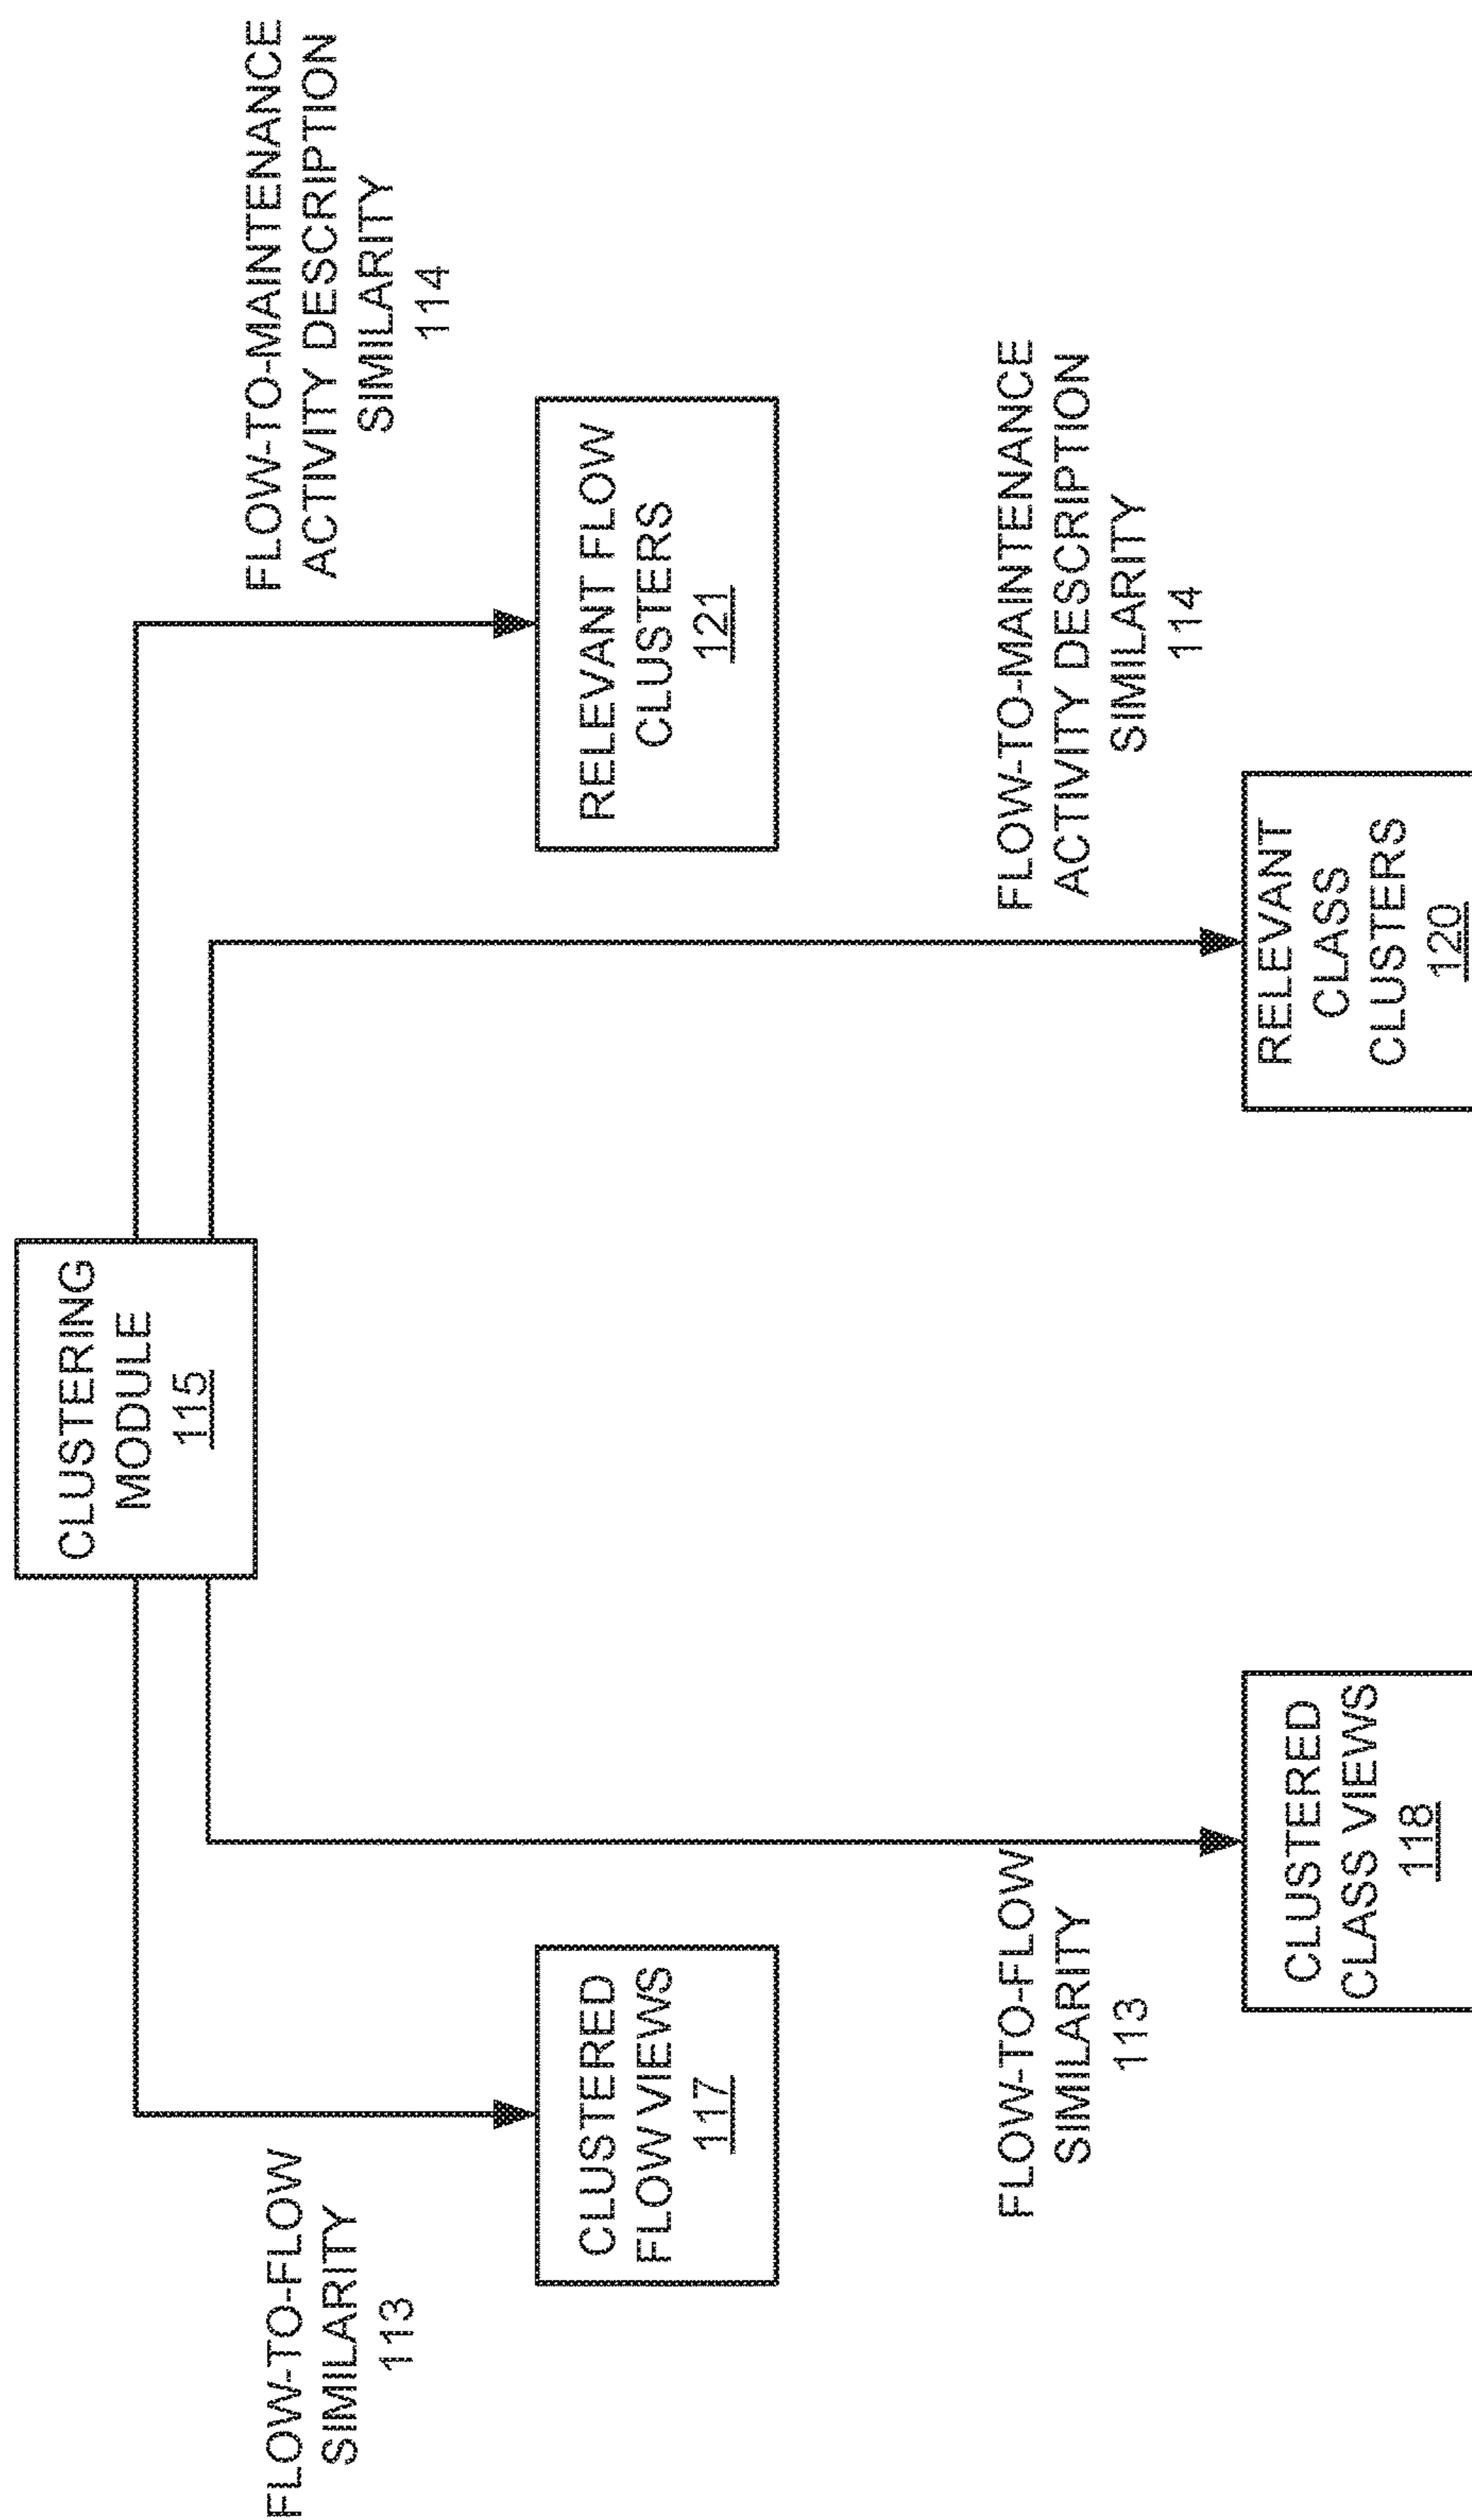 CLUSTERING
MODULE
115
FLOW-TO-FLOW
SIMILARITY
113
FLOW-TO-MAINTENANCE
ACTIVITY DESCRIPTION
SIMILARITY
114
CLUSTERED
FLOW VIEWS
117
RELEVANT FLOW
CLUSTERS
121
FLOW-TO-FLOW
SIMILARITY
113
FLOW-TO-MAINTENANCE
ACTIVITY DESCRIPTION
SIMILARITY
114
CLUSTERED
CLASS VIEWS
118
RELEVANT
CLASS
CLUSTERS
120